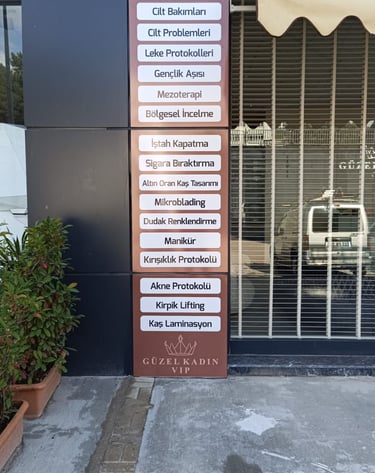 Cilt Bakımları
Cilt Problemleri
Leke Protokolleri
Gençlik Aşısı
Mezoterapi
Bölgesel İncelme
İştah Kapatma
Sigara Bıraktırma
Altın Oran Kaş Tasarımı
Mikroblading
Dudak Renklendirme
Manikür
Kırışıklık Protokolü
Akne Protokolü
Kirpik Lifting
Kaş Laminasyon
GÜZEL KADIN
VIP